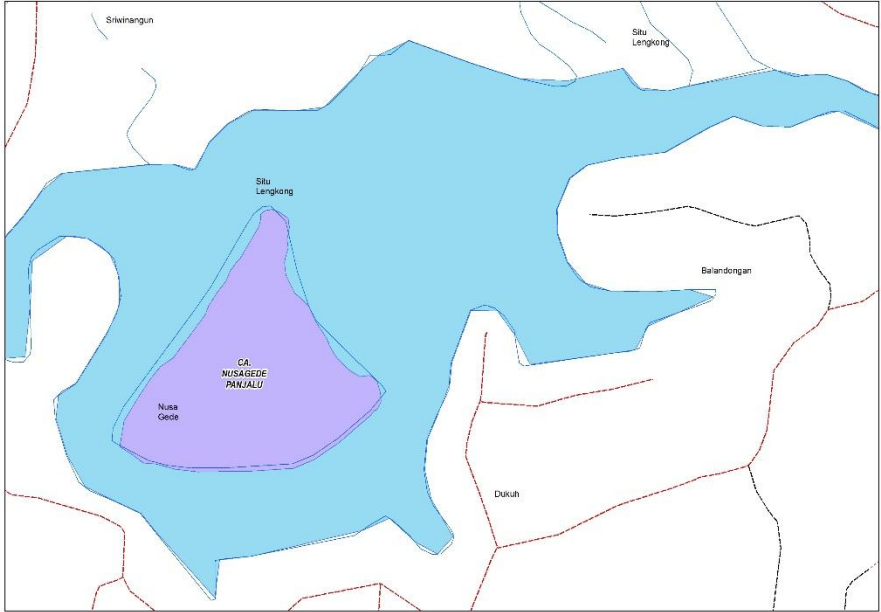 Sriwinangun
Situ
Lengkong
Situ
Lengkong
Balandongan
CA.
NUSAGEDE
PANJALU
Nusa
Gede
Dukuh